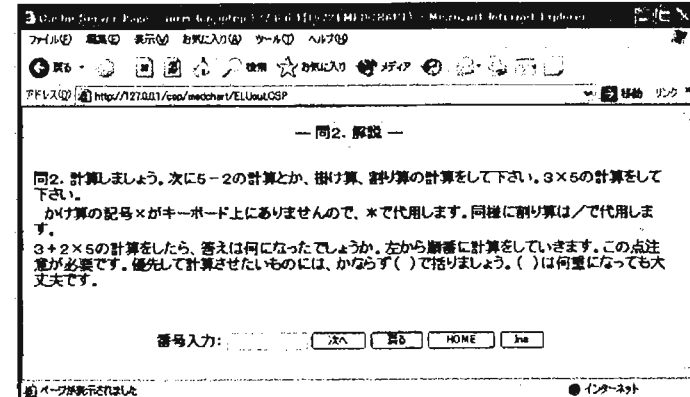 Microsoft Internet Explorer
ファイル(F) 編集(E) 表示(V) お気に入り(A) ツール(T) ヘルプ(H)
戻る 検索 お気に入り メディア
アドレス(D) http://127.0.0.1/csp/medchart/ELUout.CSP 移動 リンク
― 問2. 解説 ―
問2. 計算しましょう。次に5-2の計算とか、掛け算、割り算の計算をして下さい。3×5の計算をして
下さい。
かけ算の記号×がキーボード上にありませんので、*で代用します。同様に割り算は/で代用しま
す。
3+2×5の計算をしたら、答えは何になったでしょうか。左から順番に計算をしていきます。この点注
意が必要です。優先して計算させたいものには、かならず( )で括りましょう。( )は何重になっても大
丈夫です。
番号入力: 次へ 戻る HOME
ページが表示されました インターネット